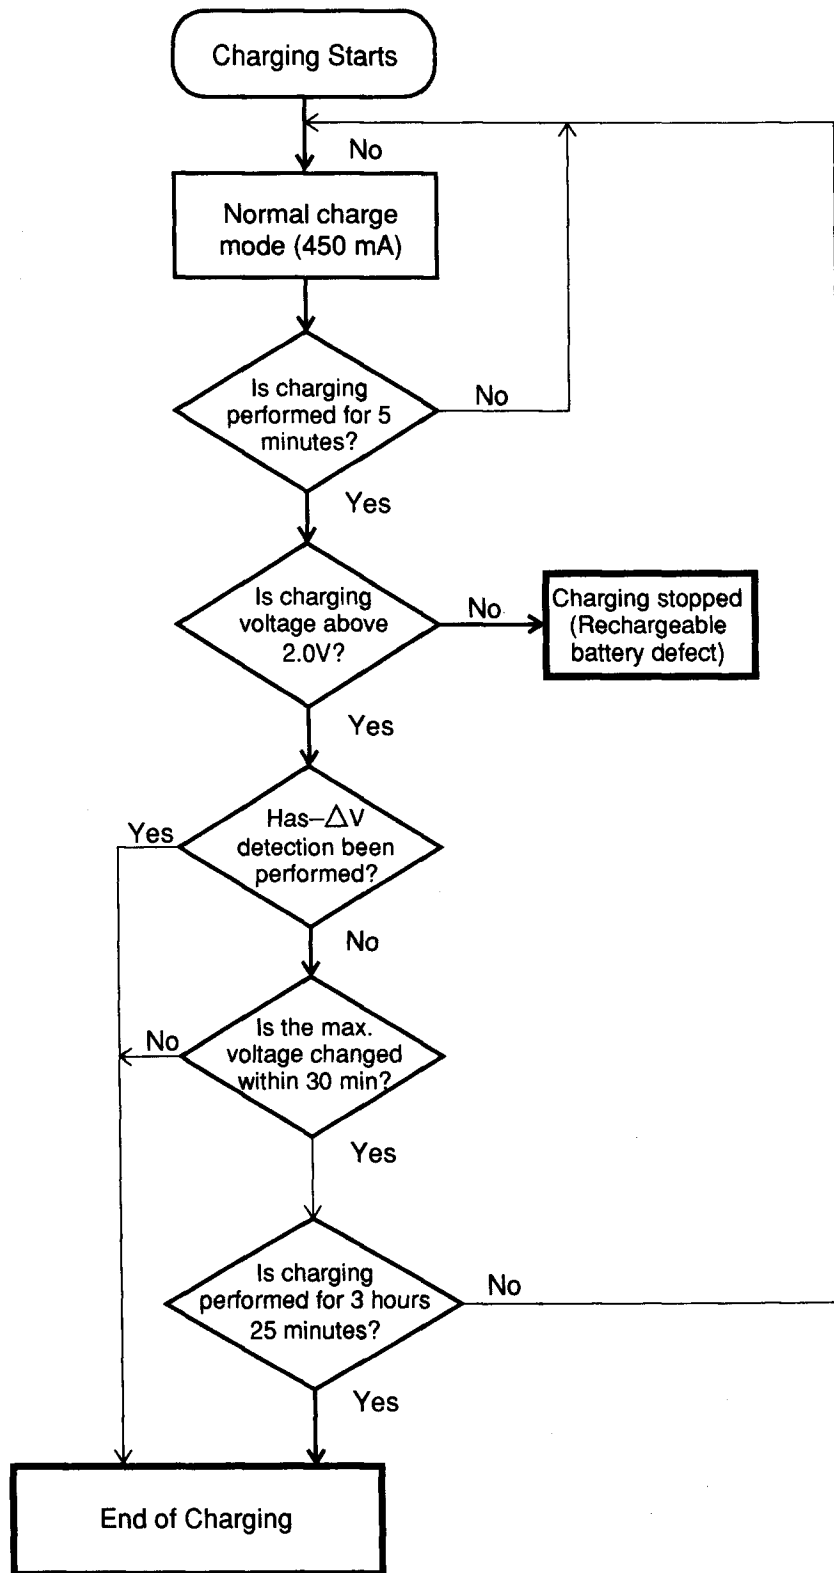 Charging Starts
No
Normal charge
mode (450 mA)
Is charging
performed for 5
minutes?
No
Yes
Is charging
voltage above
2.0V?
No
Charging stopped
(Rechargeable
battery defect)
Yes
Has–△V
detection been
performed?
Yes
No
Is the max.
voltage changed
within 30 min?
No
Yes
Is charging
performed for 3 hours
25 minutes?
No
Yes
End of Charging